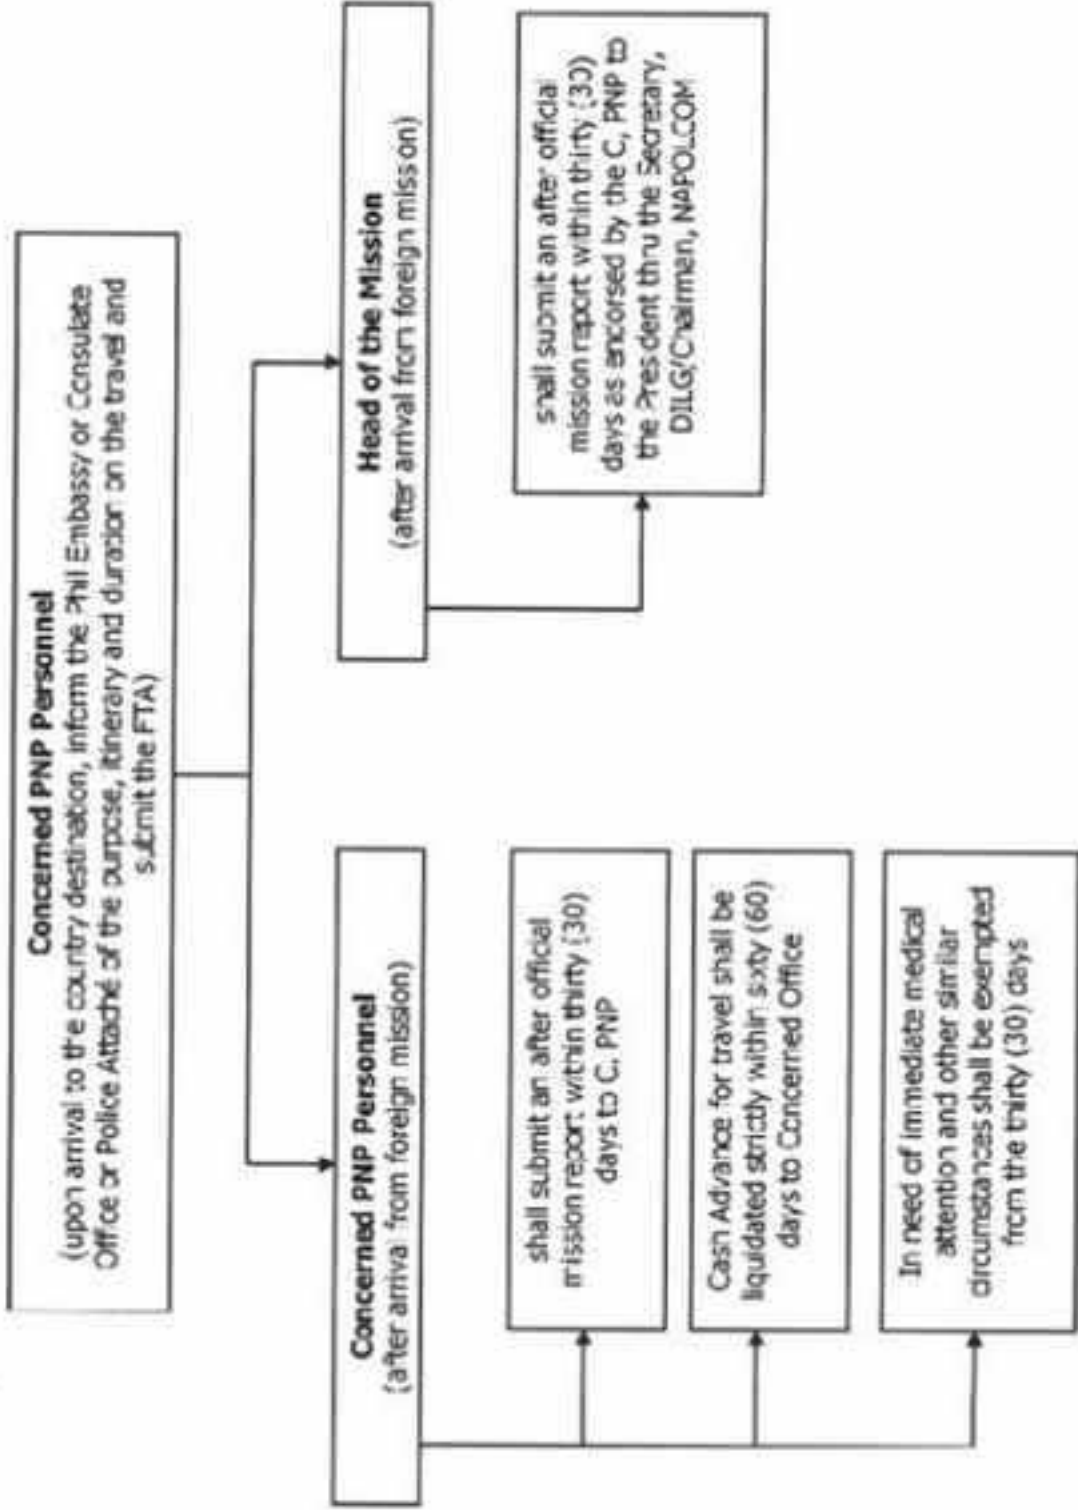 Concerned PNP Personnel
(upon arrival to the country destination, inform the Phil Embassy or Consulate
Office or Police Attaché of the purpose, itinerary and duration on the travel and
submit the FTA)
Concerned PNP Personnel
(after arrival from foreign mission)
shall submit an after official
mission report within thirty (30)
days to C, PNP
Cash Advance for travel shall be
liquidated strictly within sixty (60)
days to Concerned Office
In need of immediate medical
attention and other similar
circumstances shall be exempted
from the thirty (30) days
Head of the Mission
(after arrival from foreign mission)
shall submit an after official
mission report within thirty (30)
days as endorsed by the C, PNP to
the President thru the Secretary,
DILG/Chairman, NAPOLCOM